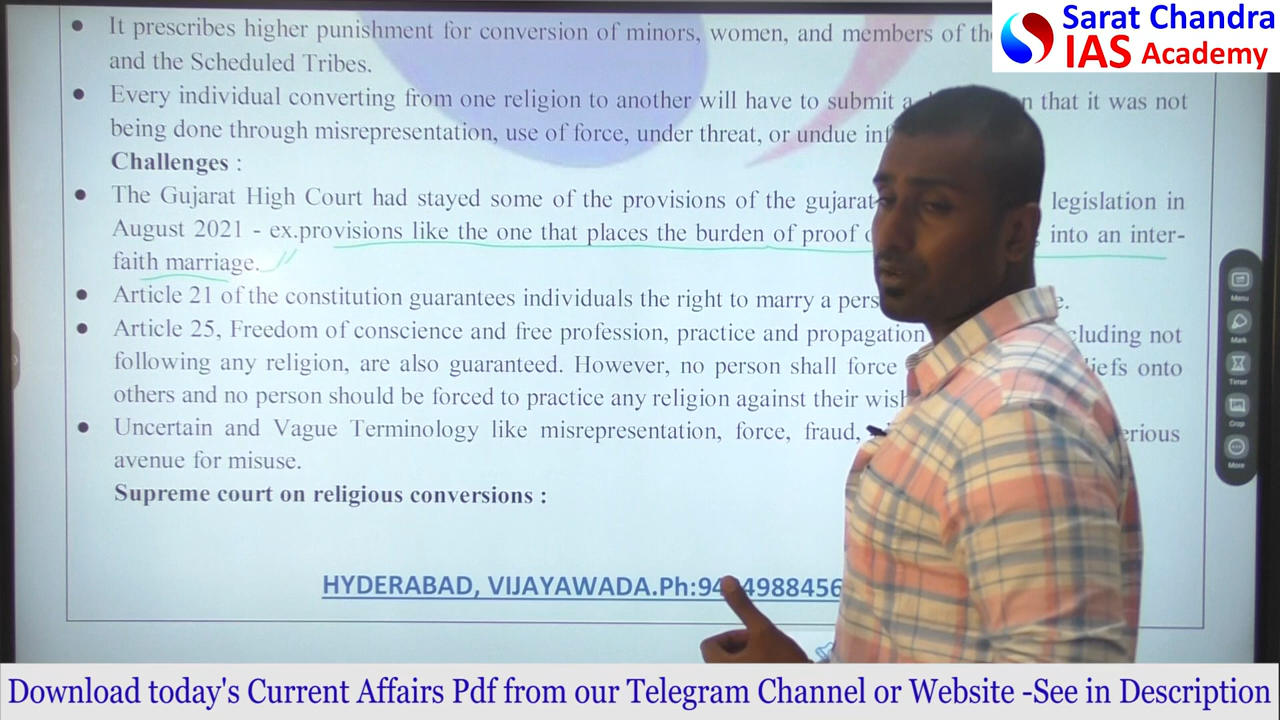 Sarat Chandra
IAS Academy
• It prescribes higher punishment for conversion of minors, women, and members of the
and the Scheduled Tribes.
• Every individual converting from one religion to another will have to submit a that it was not
being done through misrepresentation, use of force, under threat, or undue
Challenges :
• The Gujarat High Court had stayed some of the provisions of the gujarat legislation in
August 2021 - ex.provisions like the one that places the burden of proof into an inter-
faith marriage.
• Article 21 of the constitution guarantees individuals the right to marry a
• Article 25, Freedom of conscience and free profession, practice and propagation not
following any religion, are also guaranteed. However, no person shall force onto
others and no person should be forced to practice any religion against their
• Uncertain and Vague Terminology like misrepresentation, force, fraud,
avenue for misuse.
Supreme court on religious conversions :
HYDERABAD, VIJAYAWADA.Ph:
Menu
Mark
Timer
Crop
More
Download today's Current Affairs Pdf from our Telegram Channel or Website -See in Description